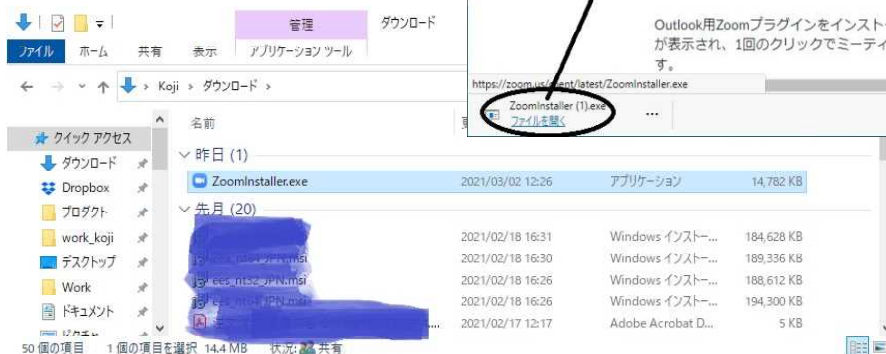 管理
ダウンロード
ファイル
ホーム
共有
表示
アプリケーション ツール
Koji
ダウンロード
Outlook用Zoomプラグインをインスト
が表示され、1回のクリックでミーティ
す。
https://zoom.us/client/latest/ZoomInstaller.exe
ZoomInstaller (1).exe
ファイルを開く
...
名前
クイック アクセス
ダウンロード
Dropbox
プロダクト
work_koji
デスクトップ
Work
ドキュメント
昨日 (1)
ZoomInstaller.exe 2021/03/02 12:26 アプリケーション 14,782 KB
先月 (20)
2021/02/18 16:31 Windows インストー... 184,628 KB
2021/02/18 16:30 Windows インストー... 189,336 KB
2021/02/18 16:26 Windows インストー... 188,612 KB
2021/02/18 16:26 Windows インストー... 194,300 KB
2021/02/17 12:17 Adobe Acrobat D... 5 KB
50 個の項目 1 個の項目を選択 14.4 MB 状況: 共有